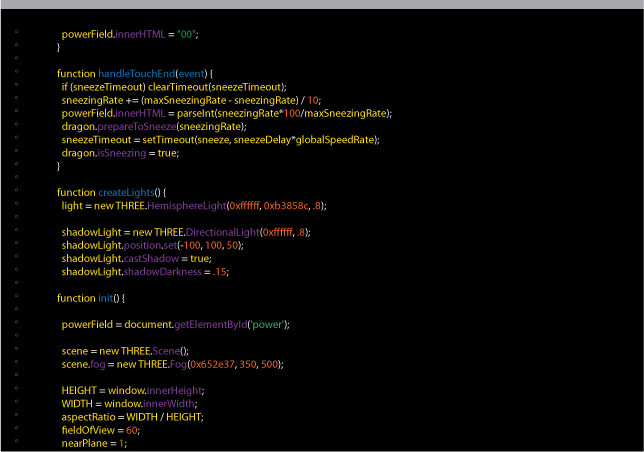 powerField.innerHTML = "00";
}
function handleTouchEnd(event) {
if (sneezeTimeout) clearTimeout(sneezeTimeout);
sneezingRate += (maxSneezingRate - sneezingRate) / 10;
powerField.innerHTML = parseInt(sneezingRate*100/maxSneezingRate);
dragon.prepareToSneeze(sneezingRate);
sneezeTimeout = setTimeout(sneeze, sneezeDelay*globalSpeedRate);
dragon.isSneezing = true;
}
function createLights() {
light = new THREE.HemisphereLight(0xffffff, 0xb3858c, .8);
shadowLight = new THREE.DirectionalLight(0xffffff, .8);
shadowLight.position.set(-100, 100, 50);
shadowLight.castShadow = true;
shadowLight.shadowDarkness = .15;
function init() {
powerField = document.getElementById('power');
scene = new THREE.Scene();
scene.fog = new THREE.Fog(0x652e37, 350, 500);
HEIGHT = window.innerHeight;
WIDTH = window.innerWidth;
aspectRatio = WIDTH / HEIGHT;
fieldOfView = 60;
nearPlane = 1;